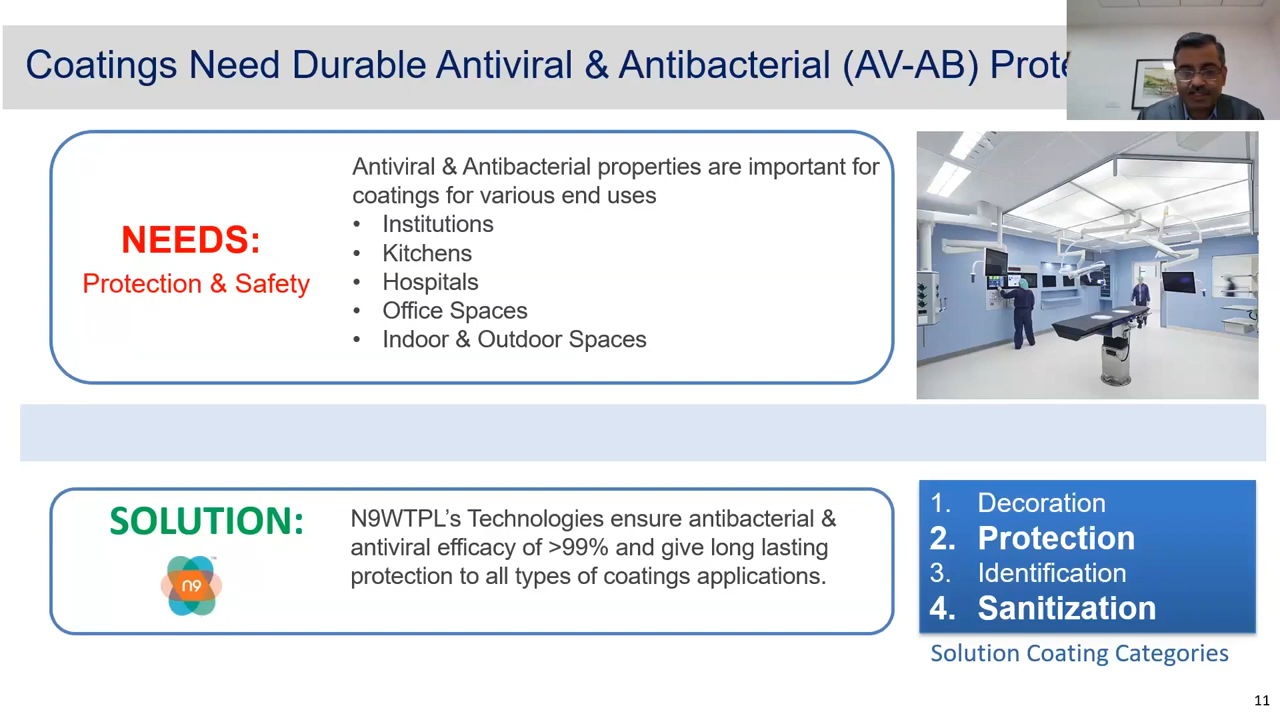 Coatings Need Durable Antiviral & Antibacterial (AV-AB)
NEEDS:
Protection & Safety
Antiviral & Antibacterial properties are important for
coatings for various end uses
• Institutions
• Kitchens
• Hospitals
• Office Spaces
• Indoor & Outdoor Spaces
SOLUTION:
n9
TM
N9WTPL’s Technologies ensure antibacterial &
antiviral efficacy of >99% and give long lasting
protection to all types of coatings applications.
1. Decoration
2. Protection
3. Identification
4. Sanitization
Solution Coating Categories
11